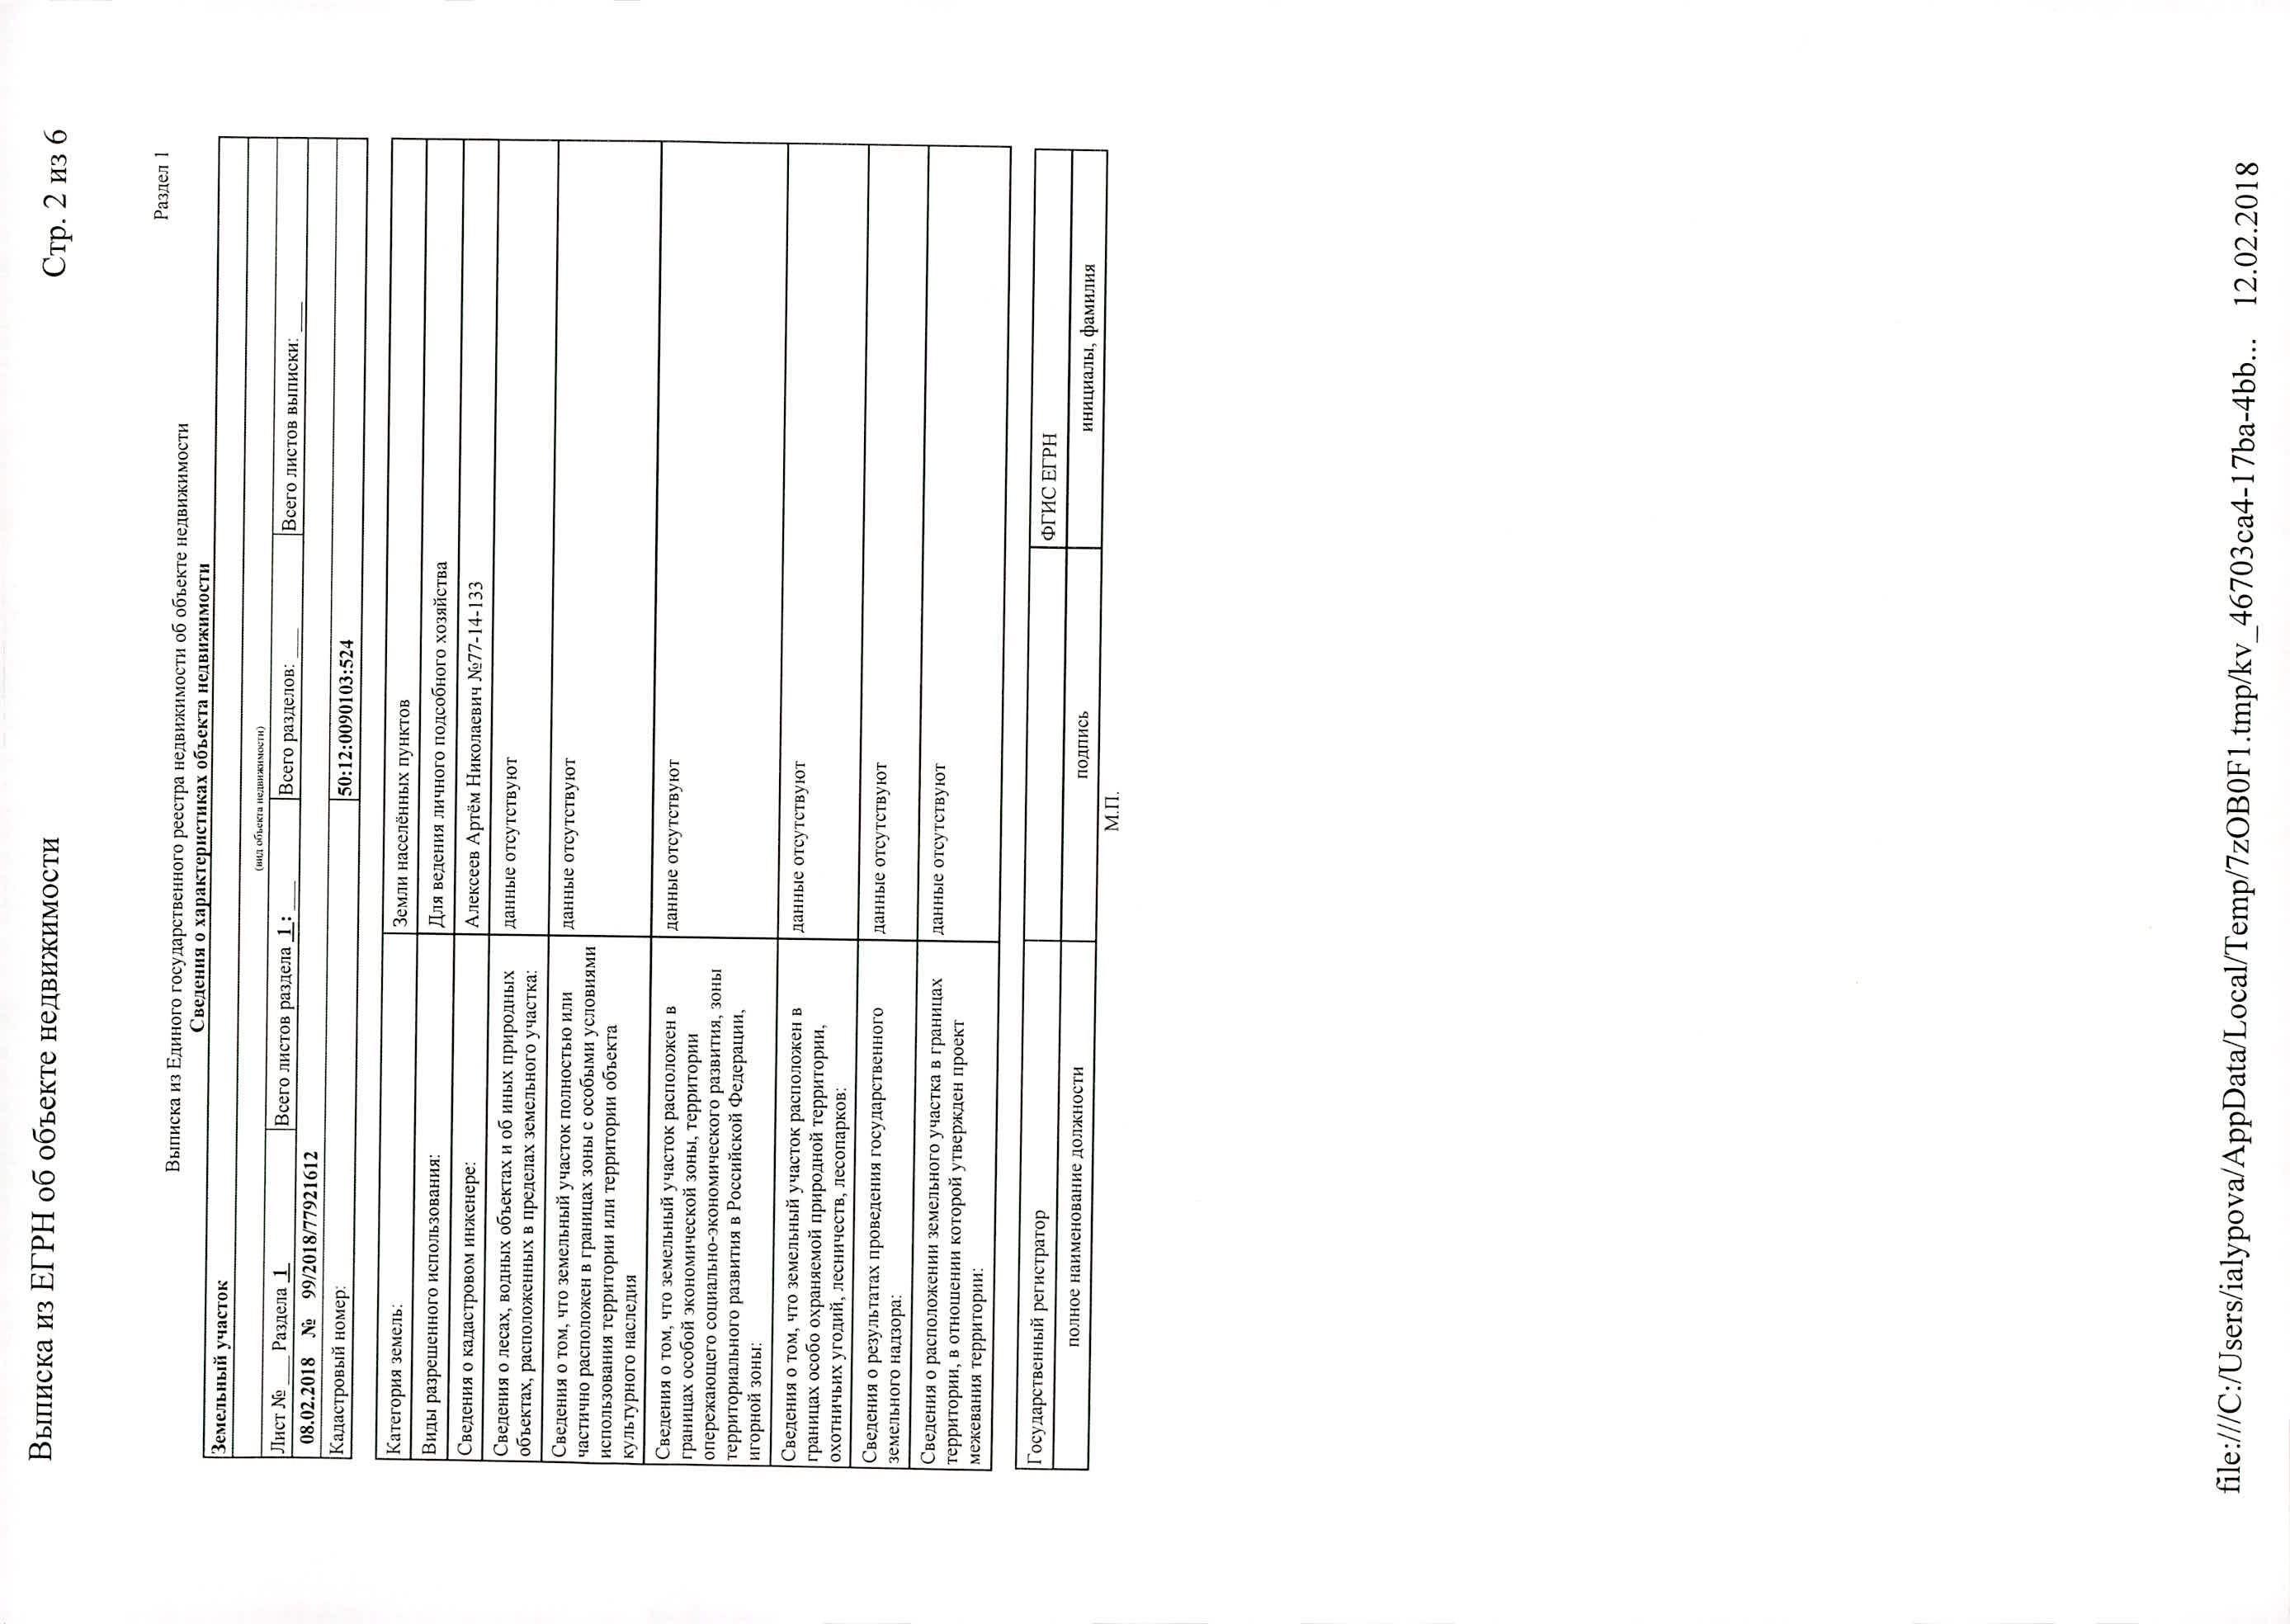 Выписка из ЕГРН об объекте недвижимости Стр. 2 из 6
Раздел 1
Выписка из Единого государственного реестра недвижимости об объекте недвижимости
Сведения о характеристиках объекта недвижимости
Земельный участок
(вид объекта недвижимости)
Лист № ___ Раздела 1 Всего листов раздела 1 : ___ Всего разделов: ___ Всего листов выписки: ___
08.02.2018 № 99/2018/77921612
Кадастровый номер: 50:12:0090103:524
Категория земель: Земли населённых пунктов
Виды разрешенного использования: Для ведения личного подсобного хозяйства
Сведения о кадастровом инженере: Алексеев Артём Николаевич №77-14-133
Сведения о лесах, водных объектах и об иных природных
объектах, расположенных в пределах земельного участка:
данные отсутствуют
Сведения о том, что земельный участок полностью или
частично расположен в границах зоны с особыми условиями
использования территории или территории объекта
культурного наследия
данные отсутствуют
Сведения о том, что земельный участок расположен в
границах особой экономической зоны, территории
опережающего социально-экономического развития, зоны
территориального развития в Российской Федерации,
игорной зоны:
данные отсутствуют
Сведения о том, что земельный участок расположен в
границах особо охраняемой природной территории,
охотничьих угодий, лесничеств, лесопарков:
данные отсутствуют
Сведения о результатах проведения государственного
земельного надзора:
данные отсутствуют
Сведения о расположении земельного участка в границах
территории, в отношении которой утвержден проект
межевания территории:
данные отсутствуют
Государственный регистратор ФГИС ЕГРН
полное наименование должности подпись инициалы, фамилия
М.П.
file:///C:/Users/ialypova/AppData/Local/Temp/7zOB0F1.tmp/kv_46703ca4-17ba-4bb... 12.02.2018